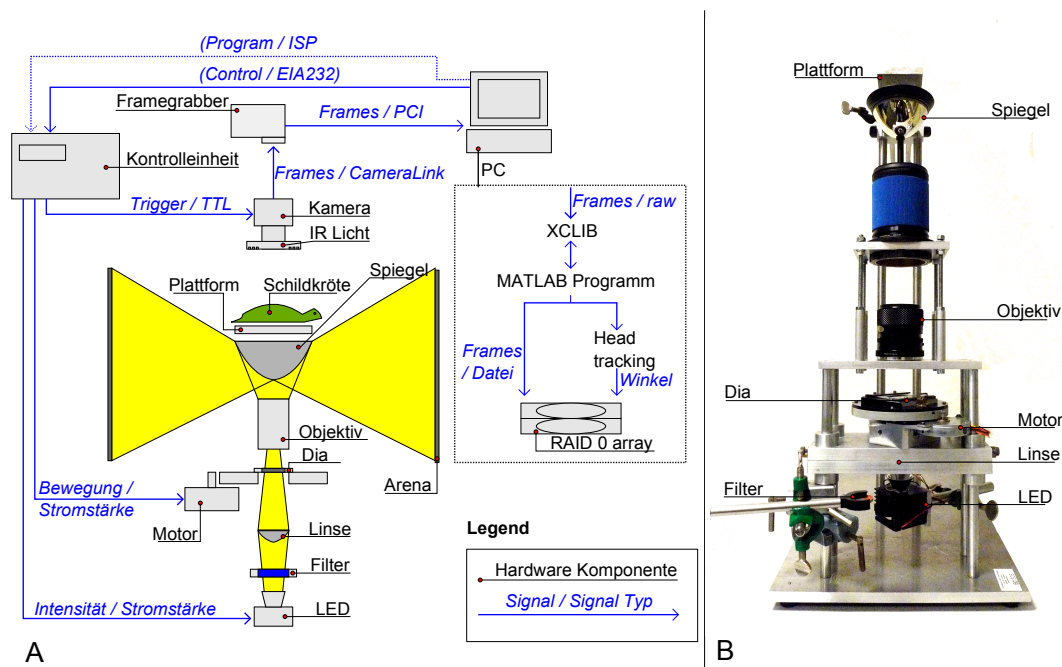 A
(Program / ISP
(Control / EIA232)
Framegrabber
Frames / PCI
Kontrolleinheit
Frames / CameraLink
PC
Trigger / TTL
Kamera
IR Licht
Spiegel
Plattform
Schildkröte
Objektiv
Dia
Arena
Bewegung /
Stromstärke
Motor
Linse
Filter
Intensität / Stromstärke
LED
Frames / raw
XCLIB
MATLAB Programm
Frames
/ Datei
Head
tracking
Winkel
RAID 0 array
Legend
Hardware Komponente
Signal / Signal Typ
B
Plattform
Spiegel
Objektiv
Dia
Motor
Linse
Filter
LED